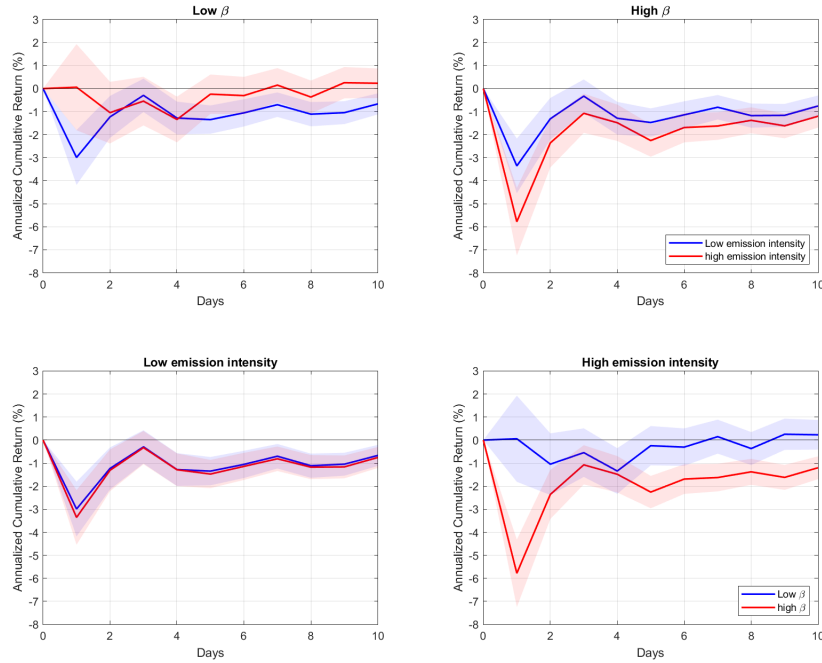 Low β
3
2
1
0
-1
-2
-3
-4
-5
-6
-7
-8
Annualized Cumulative Return (%)
0 2 4 6 8 10
Days
High β
3
2
1
0
-1
-2
-3
-4
-5
-6
-7
-8
Annualized Cumulative Return (%)
Low emission intensity
high emission intensity
0 2 4 6 8 10
Days
Low emission intensity
3
2
1
0
-1
-2
-3
-4
-5
-6
-7
-8
Annualized Cumulative Return (%)
0 2 4 6 8 10
Days
High emission intensity
3
2
1
0
-1
-2
-3
-4
-5
-6
-7
-8
Annualized Cumulative Return (%)
Low β
high β
0 2 4 6 8 10
Days